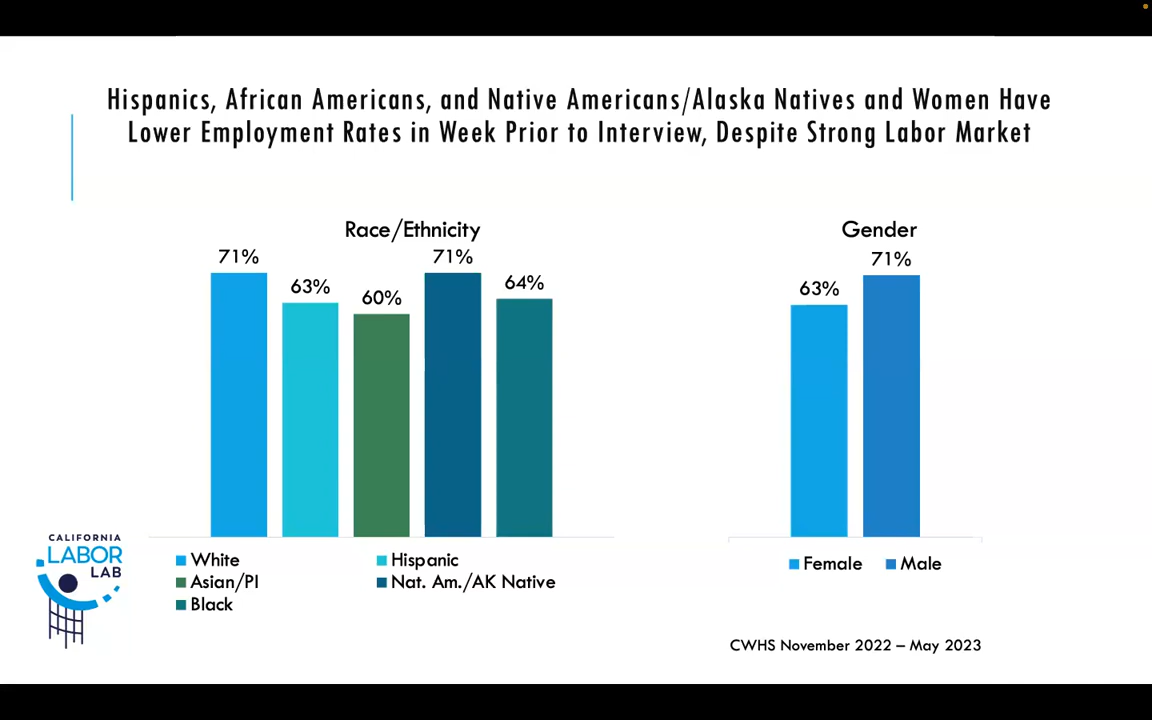 Hispanics, African Americans, and Native Americans/Alaska Natives and Women Have
Lower Employment Rates in Week Prior to Interview, Despite Strong Labor Market
Race/Ethnicity
71%
63%
60%
71%
64%
White
Hispanic
Asian/PI
Nat. Am./AK Native
Black
Gender
63%
71%
Female
Male
CALIFORNIA
LABOR
LAB
CWHS November 2022 – May 2023